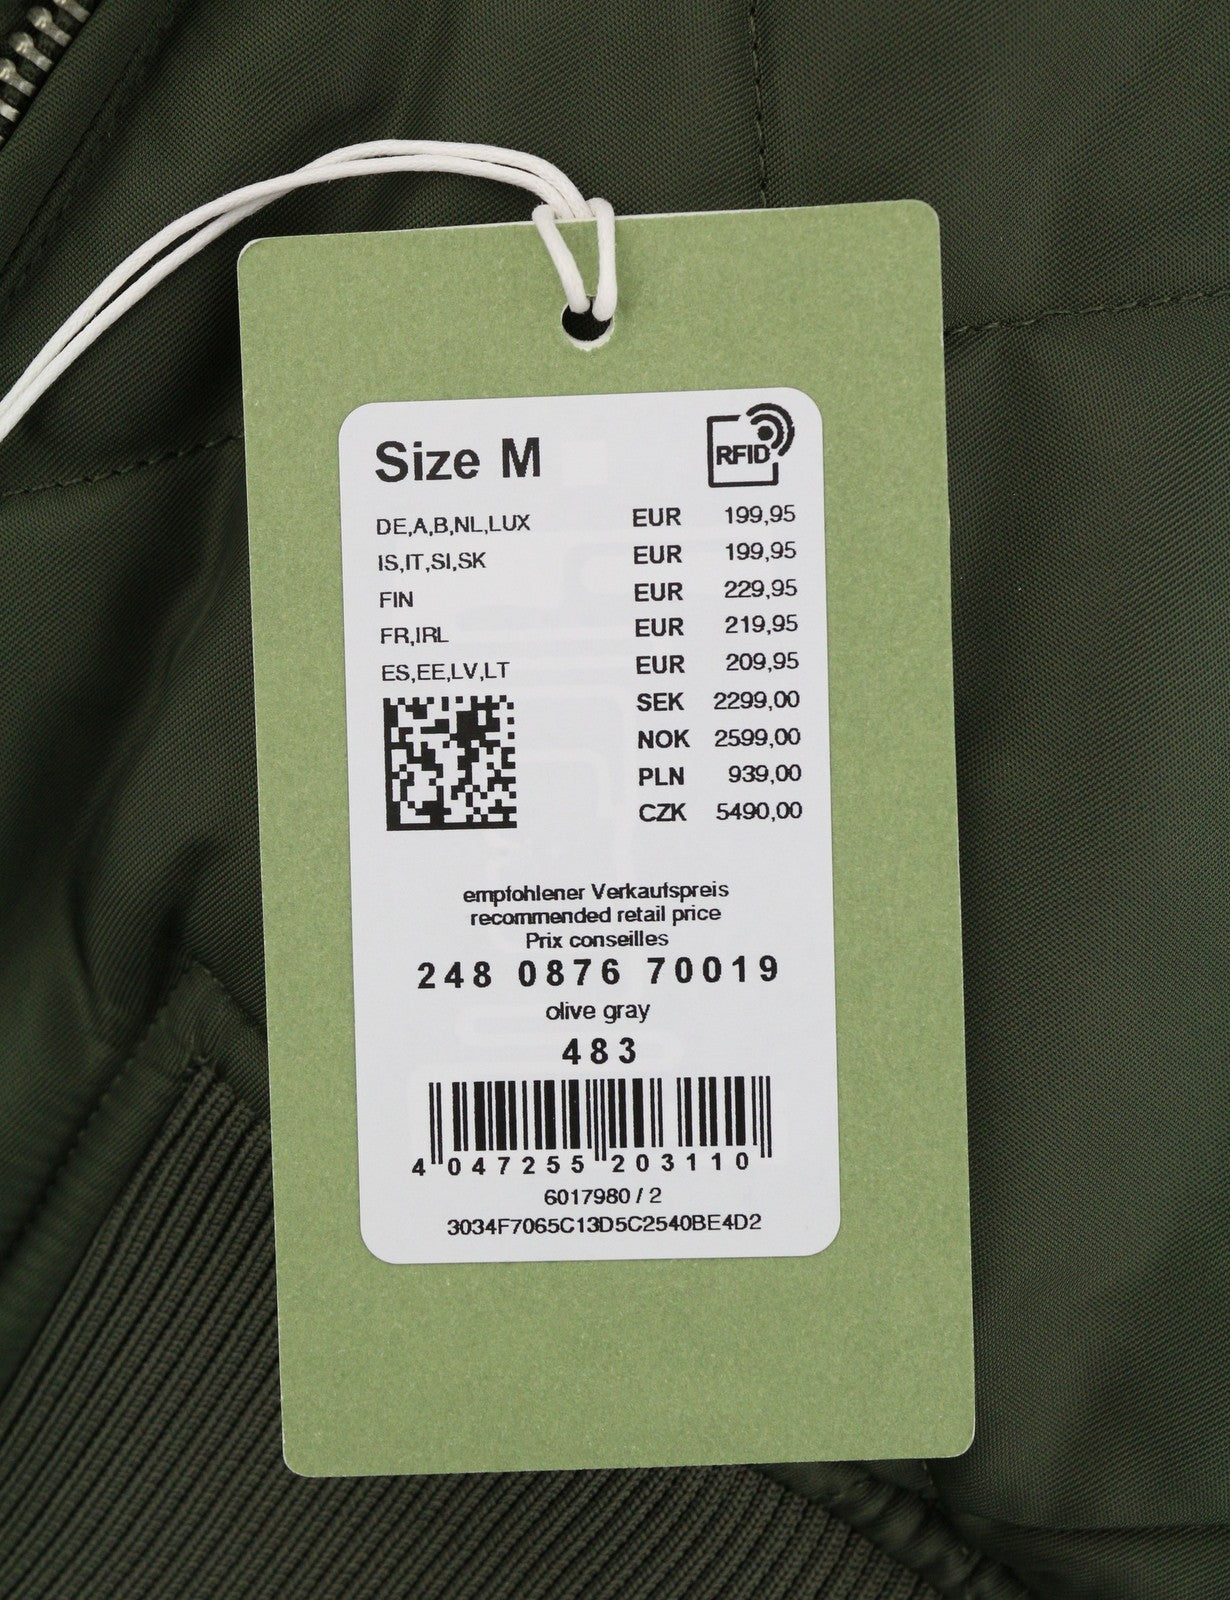 Size M
RFID
DE,A,B,NL,LUX EUR 199,95
IS,IT,SI,SK EUR 199,95
FIN EUR 229,95
FR,IRL EUR 219,95
ES,EE,LV,LT EUR 209,95
SEK 2299,00
NOK 2599,00
PLN 939,00
CZK 5490,00
empfohlener Verkaufspreis
recommended retail price
Prix conseilles
248 0876 70019
olive gray
483
4 047255 203110
6017980 / 2
3034F7065C13D5C2540BE4D2